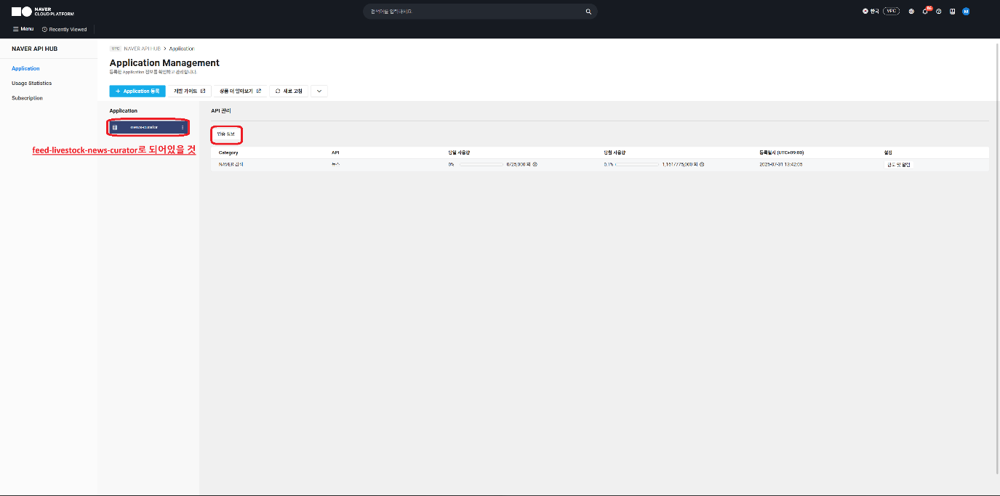 NAVER
CLOUD PLATFORM
검색어를 입력하세요.
한국
VPC
86
M
Menu
Recently Viewed
NAVER API HUB
Application
Usage Statistics
Subscription
VPC NAVER API HUB > Application
Application Management
등록한 Application 정보를 확인하고 관리합니다.
+ Application 등록
개발 가이드
상품 더 알아보기
새로 고침
Application
news-curator
feed-livestock-news-curator로 되어있을 것
API 관리
인증 정보
Category API 당일 사용량 당월 사용량 등록일시 (UTC+09:00) 설정
NAVER 검색 뉴스 0% 0/25,000 회 0.1% 1,161/775,000 회 2026-07-31 13:42:05 한도 및 알림